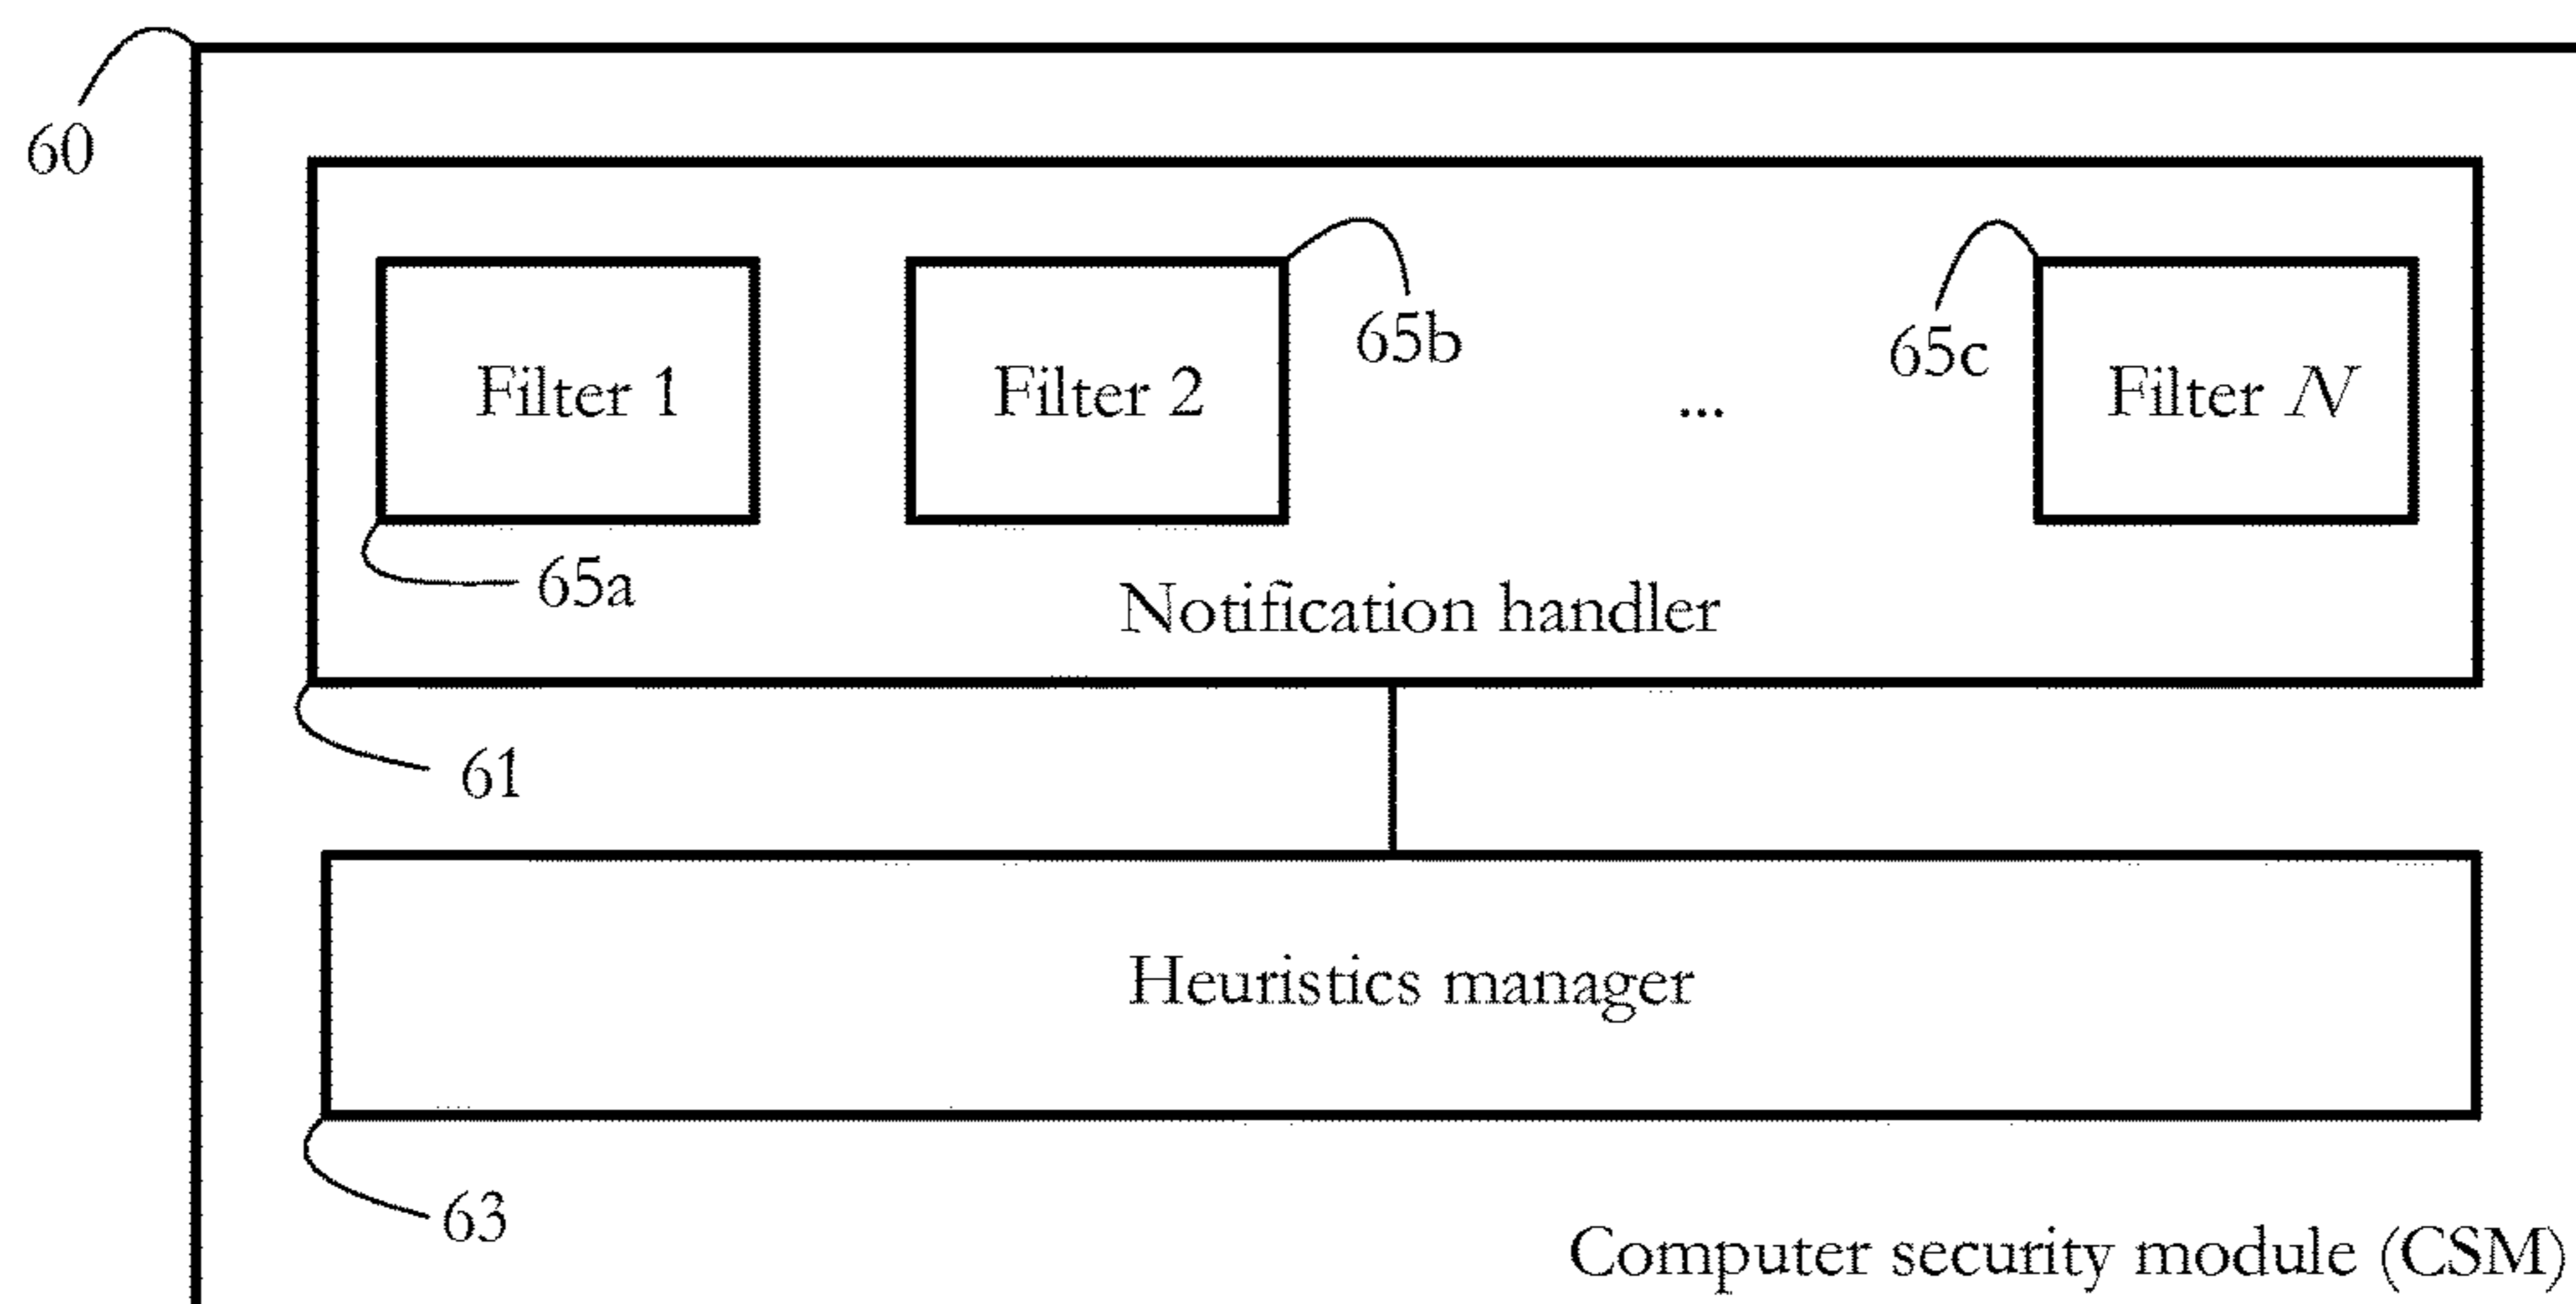 60
65b
65c
Filter 1
Filter 2
...
Filter N
65a
Notification handler
61
Heuristics manager
63
Computer security module (CSM)